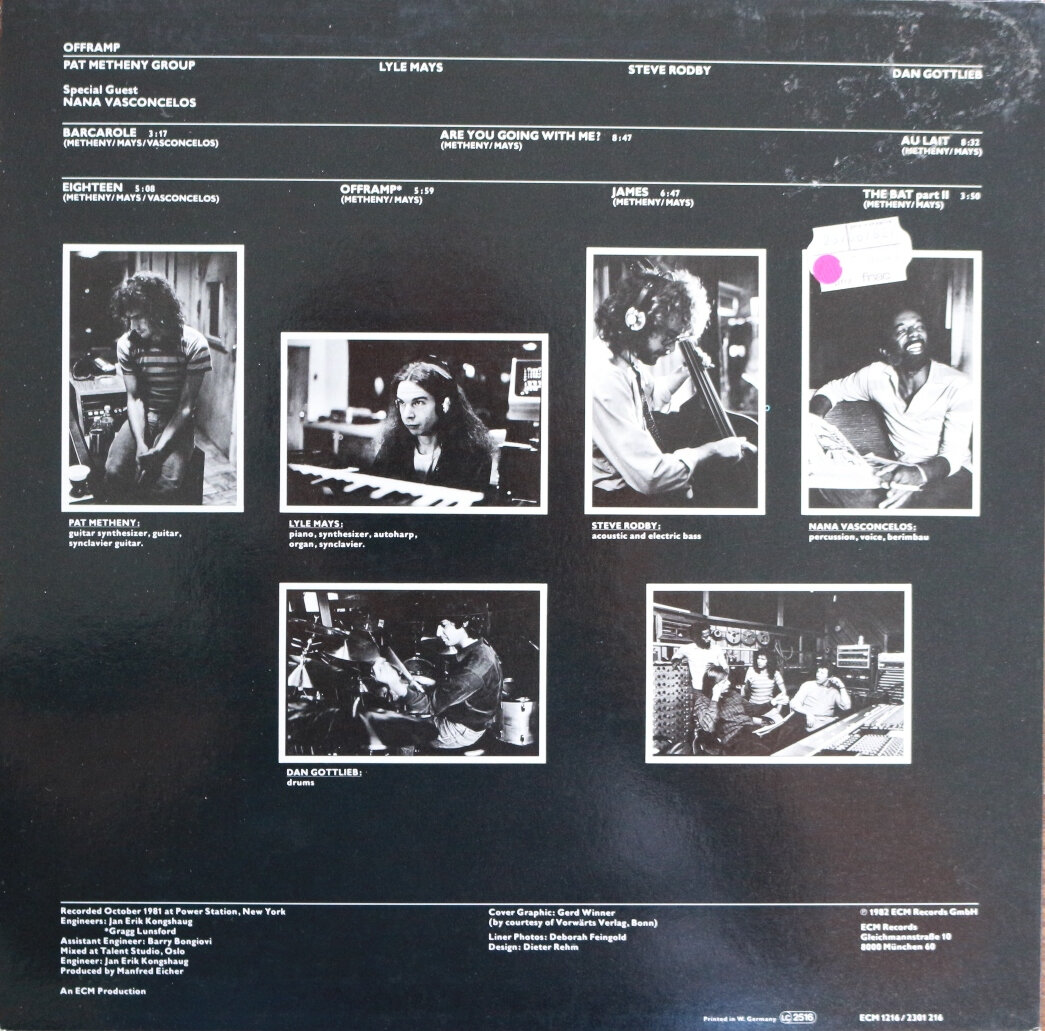 OFFRAMP
PAT METHENY GROUP LYLE MAYS STEVE RODBY DAN GOTTLIEB
Special Guest
NANA VASCONCELOS
BARCAROLE 3:17 ARE YOU GOING WITH ME? 8:47 AU LAIT 8:32
(METHENY/MAYS/VASCONCELOS) (METHENY/MAYS) (METHENY/MAYS)
EIGHTEEN 5:08 OFFRAMP* 5:59 JAMES 6:47 THE BAT part II 3:50
(METHENY/MAYS/VASCONCELOS) (METHENY/MAYS) (METHENY/MAYS) (METHENY/MAYS)
PAT METHENY:
guitar synthesizer, guitar,
synclavier guitar.
LYLE MAYS:
piano, synthesizer, autoharp,
organ, synclavier.
STEVE RODBY:
acoustic and electric bass
NANA VASCONCELOS:
percussion, voice, berimbau
DAN GOTTLIEB:
drums
Recorded October 1981 at Power Station, New York
Engineers: Jan Erik Kongshaug
*Gragg Lunsford
Assistant Engineer: Barry Bongiovi
Mixed at Talent Studio, Oslo
Engineer: Jan Erik Kongshaug
Produced by Manfred Eicher
An ECM Production
Cover Graphic: Gerd Winner
(by courtesy of Vorwärts Verlag, Bonn)
Liner Photos: Deborah Feingold
Design: Dieter Rehm
℗ 1982 ECM Records GmbH
ECM Records
Gleichmannstraße 10
8000 München 60
Printed in W. Germany LC 2516 ECM 1216 / 2301 216